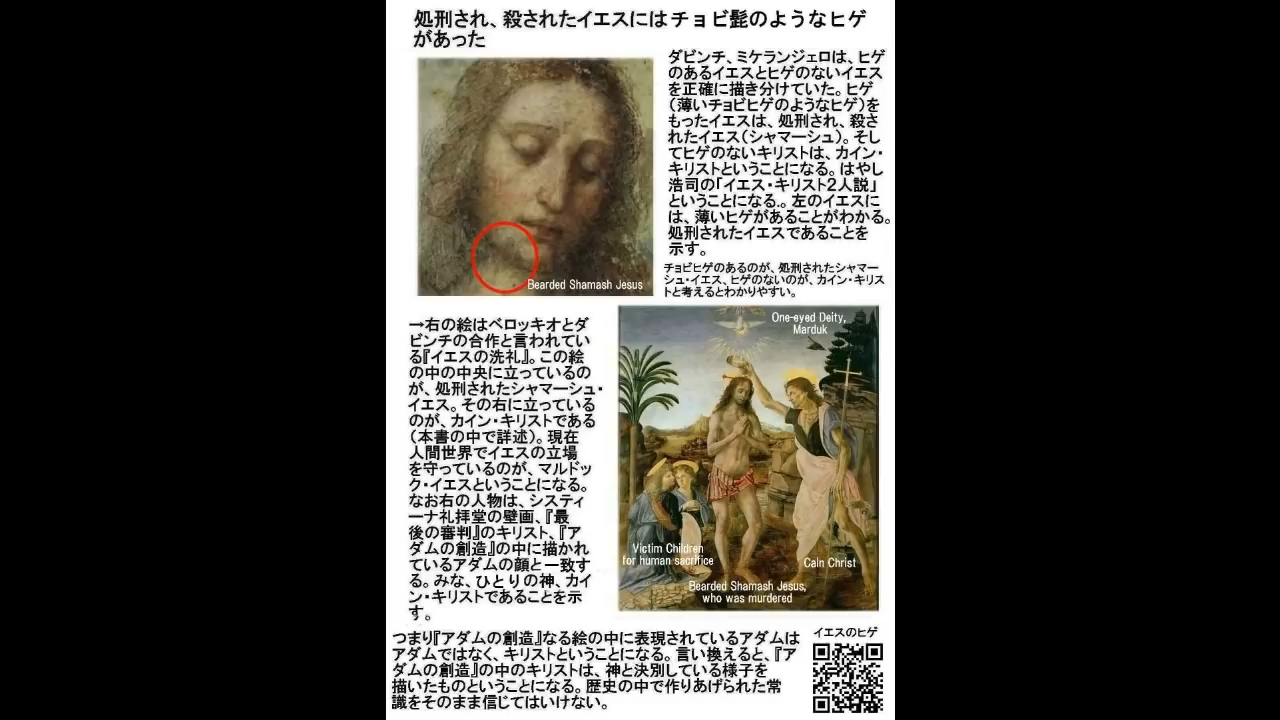 処刑され、殺されたイエスにはチョビ髭のようなヒゲ
があった
ダビンチ、ミケランジェロは、ヒゲ
のあるイエスとヒゲのないイエス
を正確に描き分けていた。ヒゲ
（薄いチョビヒゲのようなヒゲ）を
もったイエスは、処刑され、殺さ
れたイエス（シャマーシュ）。そし
てヒゲのないキリストは、カイン・
キリストということになる。はやし
浩司の「イエス・キリスト2人説」
ということになる.。左のイエスに
は、薄いヒゲがあることがわかる。
処刑されたイエスであることを
示す。
チョビヒゲのあるのが、処刑されたシャマー
シュ・イエス、ヒゲのないのが、カイン・キリス
トと考えるとわかりやすい。
Bearded Shamash Jesus
→右の絵はベロッキオとダ
ビンチの合作と言われてい
る『イエスの洗礼』。この絵
の中の中央に立っているの
が、処刑されたシャマーシュ・
イエス。その右に立っている
のが、カイン・キリストである
（本書の中で詳述）。現在
人間世界でイエスの立場
を守っているのが、マルドッ
ク・イエスということになる。
なお右の人物は、システィ
ーナ礼拝堂の壁画、『最
後の審判』のキリスト、『ア
ダムの創造』の中に描かれ
ているアダムの顔と一致す
る。みな、ひとりの神、カイ
ン・キリストであることを示
す。
One-eyed Deity,
Marduk
Victim Children
for human sacrifice
Caln Christ
Bearded Shamash Jesus,
who was murdered
つまり『アダムの創造』なる絵の中に表現されているアダムは
アダムではなく、キリストということになる。言い換えると、『ア
ダムの創造』の中のキリストは、神と決別している様子を
描いたものということになる。歴史の中で作りあげられた常
識をそのまま信じてはいけない。
イエスのヒゲ